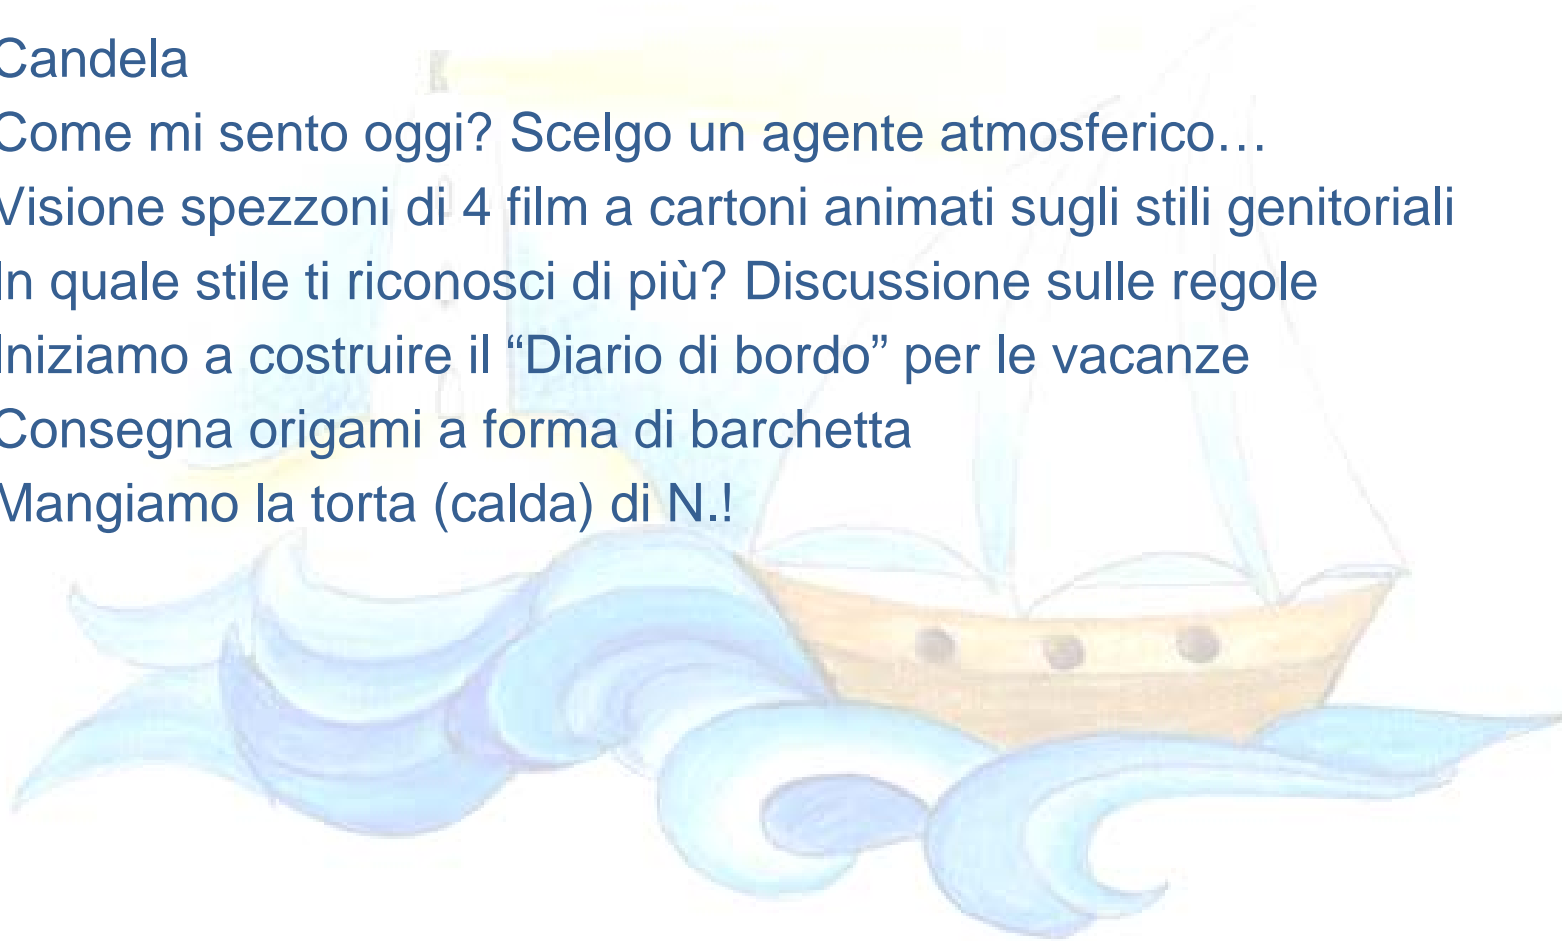 Candela
Come mi sento oggi? Scelgo un agente atmosferico…
Visione spezzoni di 4 film a cartoni animati sugli stili genitoriali
In quale stile ti riconosci di più? Discussione sulle regole
Iniziamo a costruire il “Diario di bordo” per le vacanze
Consegna origami a forma di barchetta
Mangiamo la torta (calda) di N.!